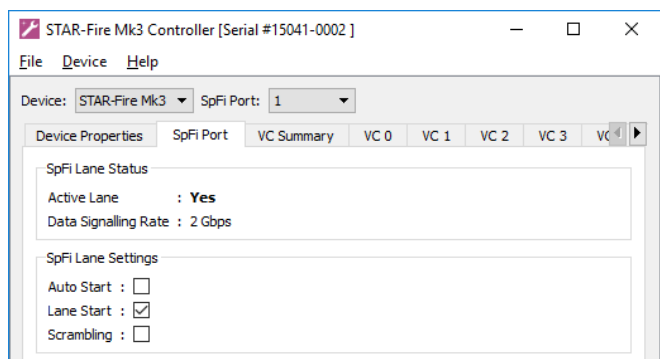 STAR-Fire Mk3 Controller [Serial #15041-0002 ]
File Device Help
Device: STAR-Fire Mk3 SpFi Port: 1
Device Properties SpFi Port VC Summary VC 0 VC 1 VC 2 VC 3
SpFi Lane Status
Active Lane : Yes
Data Signalling Rate : 2 Gbps
SpFi Lane Settings
Auto Start :
Lane Start :
Scrambling :